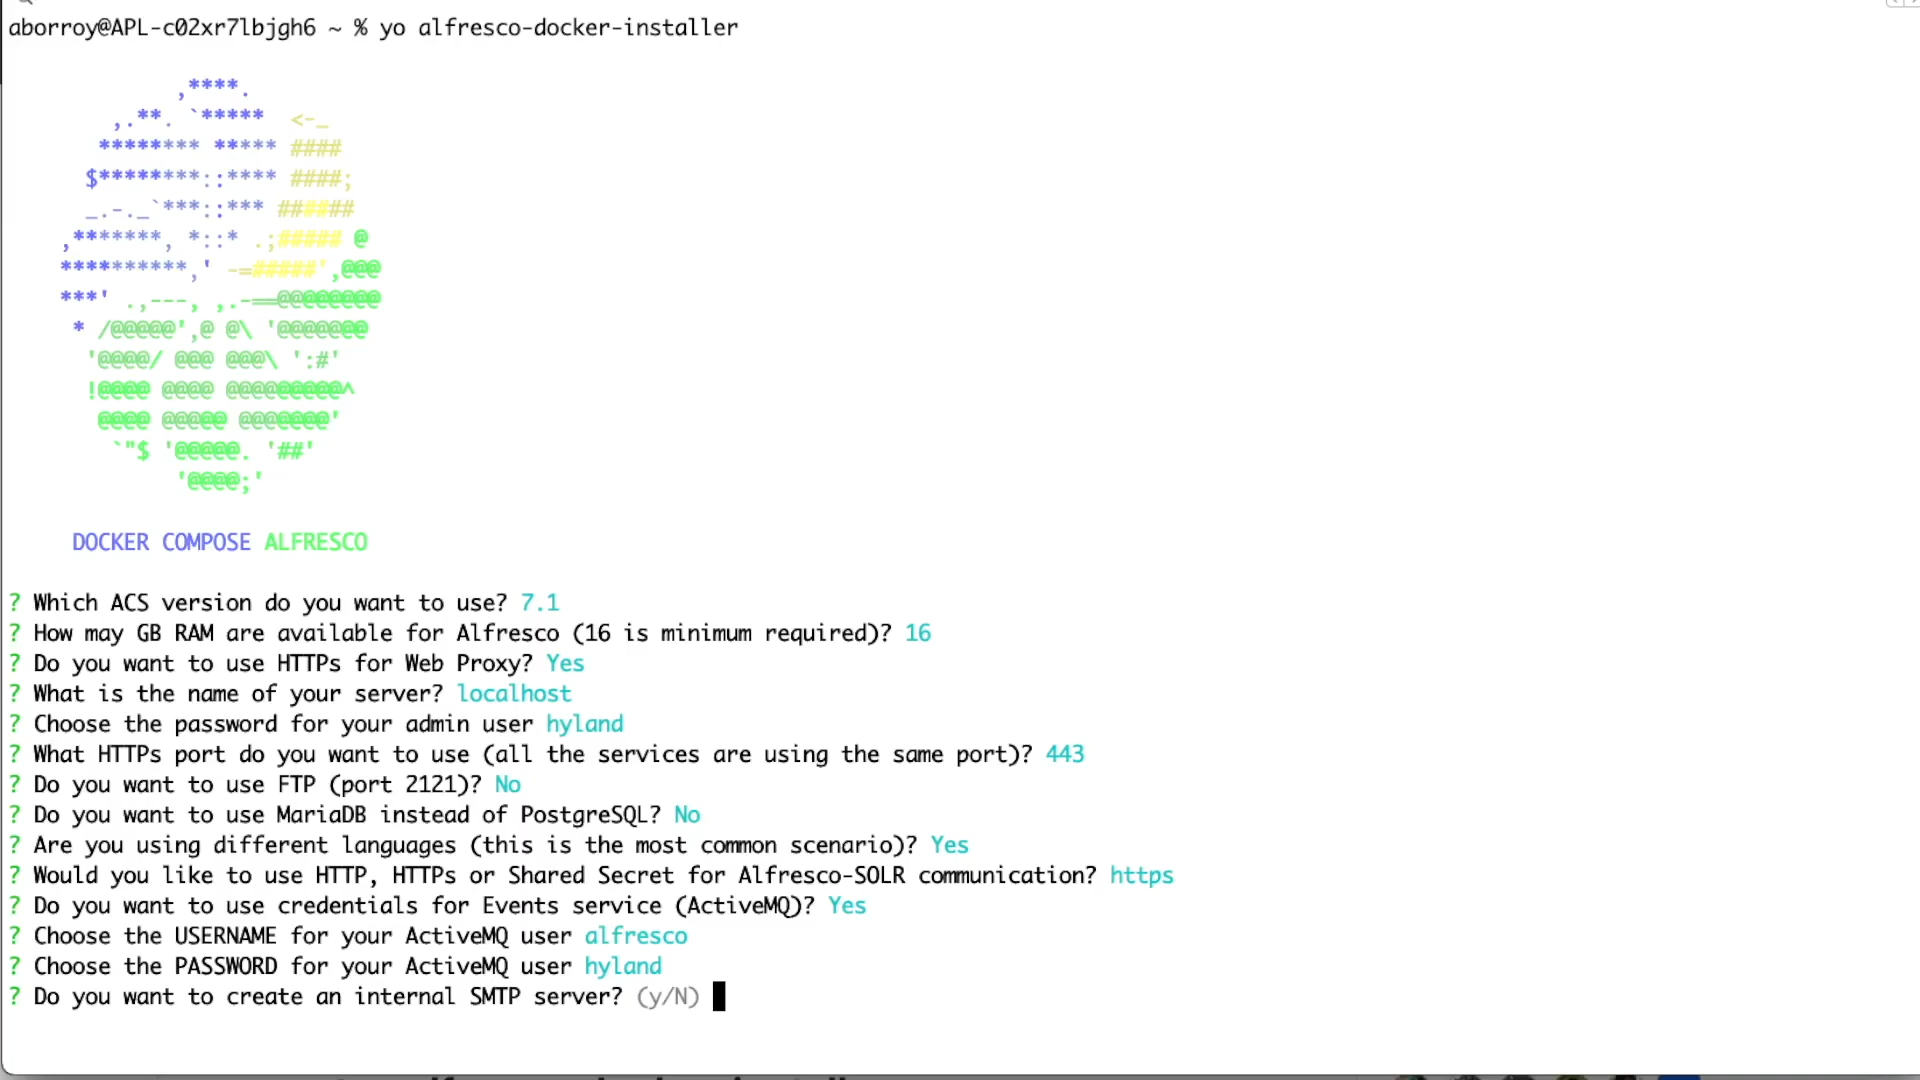 aborroy@APL-c02xr7lbjgh6 ~ % yo alfresco-docker-installer
,****.
,.**. `***** <-_
******** ***** ####
$********::**** ####;
_.-._`***::*** ######
,*******, *::* .;##### @
**********,' -=#####',@@@
***' .,---, ,.-==@@@@@@@@
* /@@@@@',@ @\ '@@@@@@@
'@@@@/ @@@ @@@\ ':#'
!@@@@ @@@@ @@@@@@@@@^
@@@@ @@@@@ @@@@@@@'
`"$ '@@@@@. '##'
'@@@@;'
DOCKER COMPOSE ALFRESCO
? Which ACS version do you want to use? 7.1
? How may GB RAM are available for Alfresco (16 is minimum required)? 16
? Do you want to use HTTPs for Web Proxy? Yes
? What is the name of your server? localhost
? Choose the password for your admin user hyland
? What HTTPs port do you want to use (all the services are using the same port)? 443
? Do you want to use FTP (port 2121)? No
? Do you want to use MariaDB instead of PostgreSQL? No
? Are you using different languages (this is the most common scenario)? Yes
? Would you like to use HTTP, HTTPs or Shared Secret for Alfresco-SOLR communication? https
? Do you want to use credentials for Events service (ActiveMQ)? Yes
? Choose the USERNAME for your ActiveMQ user alfresco
? Choose the PASSWORD for your ActiveMQ user hyland
? Do you want to create an internal SMTP server? (y/N)